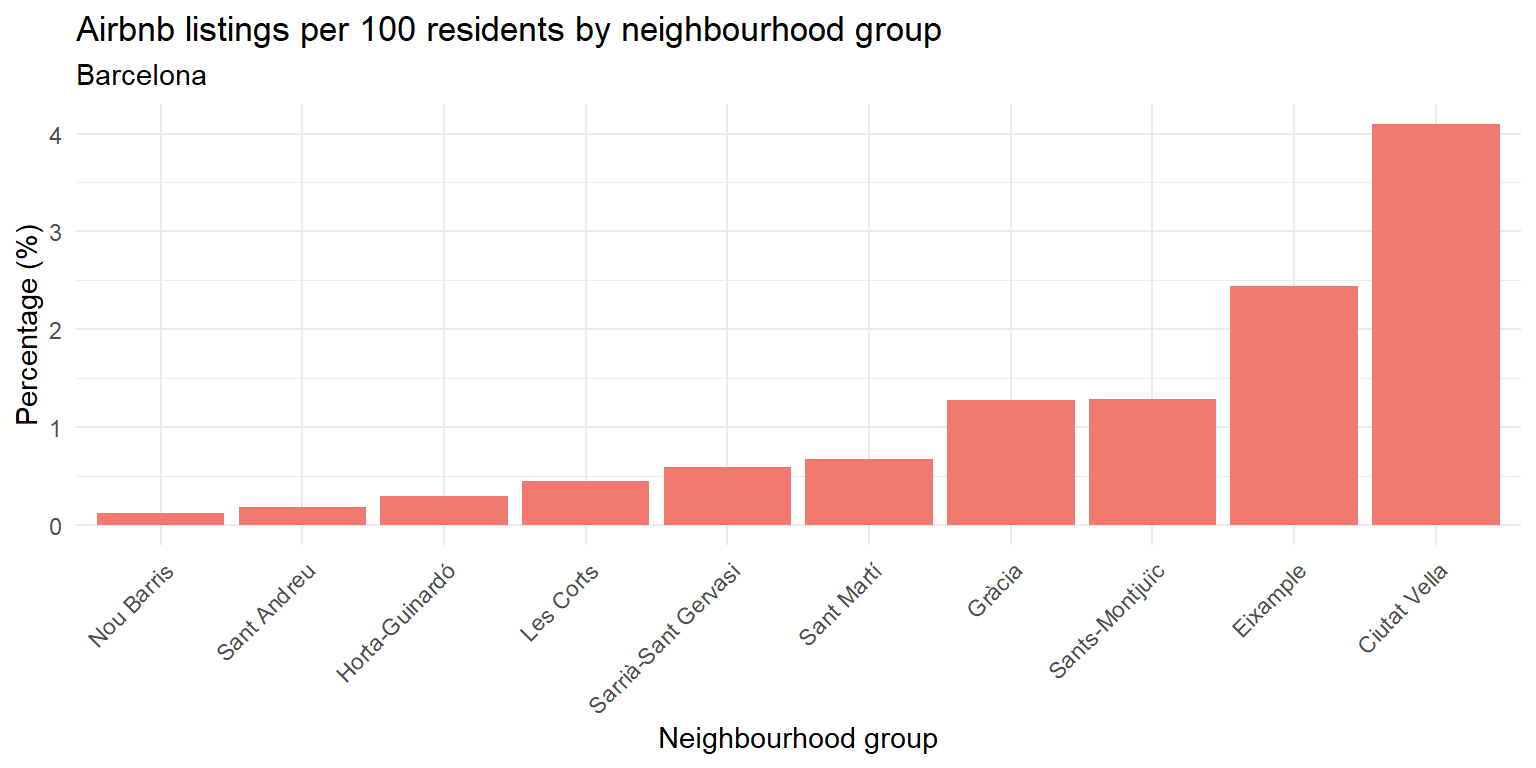 Airbnb listings per 100 residents by neighbourhood group
Barcelona
Percentage (%)
4
3
2
1
0
Nou Barris
Sant Andreu
Horta-Guinardó
Les Corts
Sarrià-Sant Gervasi
Sant Martí
Gràcia
Sants-Montjuïc
Eixample
Ciutat Vella
Neighbourhood group